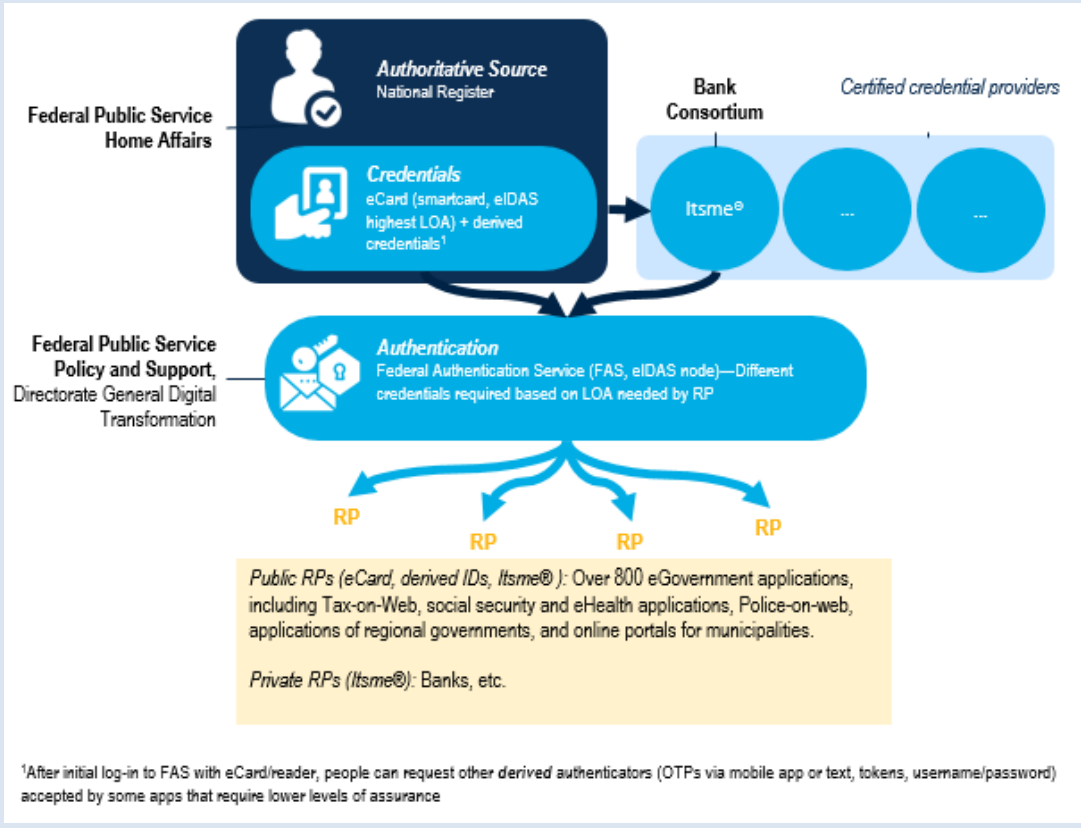 Authoritative Source
National Register
Federal Public Service
Home Affairs
Credentials
eCard (smartcard, eIDAS
highest LOA) + derived
credentials¹
Bank
Consortium
Certified credential providers
Itsme®
...
...
Federal Public Service
Policy and Support,
Directorate General Digital
Transformation
Authentication
Federal Authentication Service (FAS, eIDAS node)—Different
credentials required based on LOA needed by RP
RP
RP
RP
RP
Public RPs (eCard, derived IDs, Itsme® ): Over 800 eGovernment applications,
including Tax-on-Web, social security and eHealth applications, Police-on-web,
applications of regional governments, and online portals for municipalities.
Private RPs (Itsme®): Banks, etc.
¹After initial log-in to FAS with eCard/reader, people can request other derived authenticators (OTPs via mobile app or text, tokens, username/password)
accepted by some apps that require lower levels of assurance